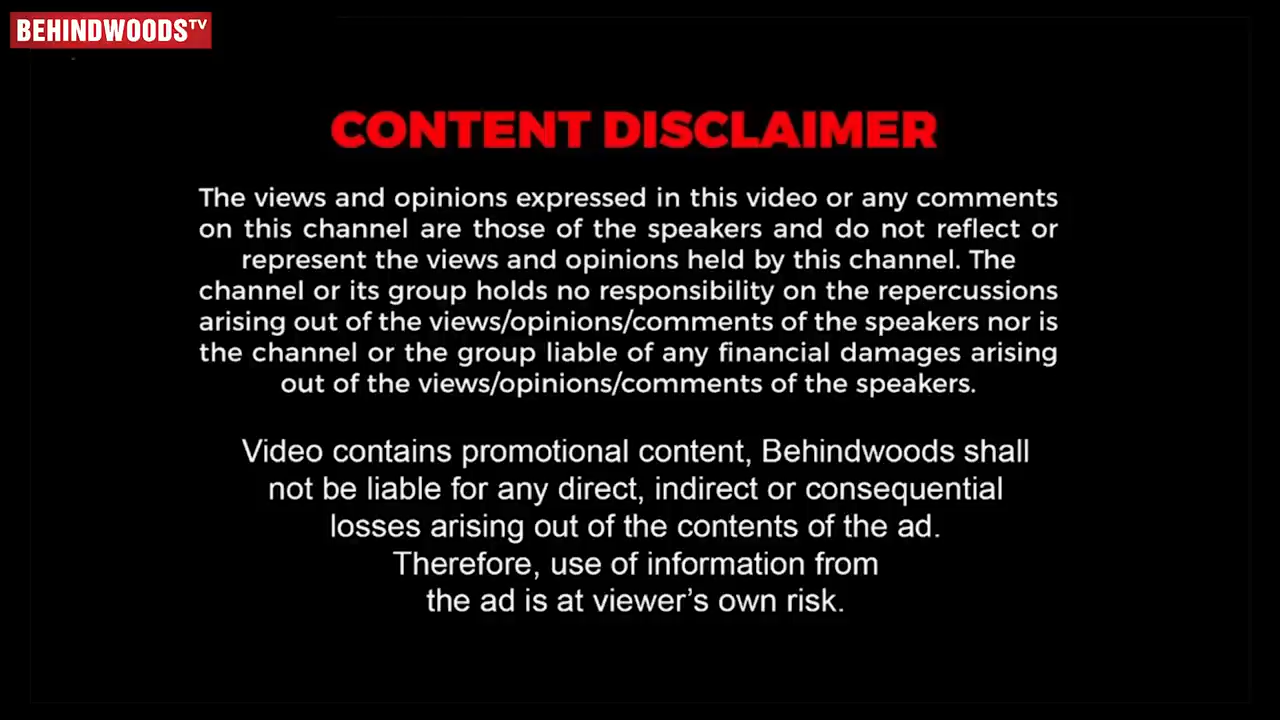 BEHINDWOODS TV
CONTENT DISCLAIMER
The views and opinions expressed in this video or any comments
on this channel are those of the speakers and do not reflect or
represent the views and opinions held by this channel. The
channel or its group holds no responsibility on the repercussions
arising out of the views/opinions/comments of the speakers nor is
the channel or the group liable of any financial damages arising
out of the views/opinions/comments of the speakers.
Video contains promotional content, Behindwoods shall
not be liable for any direct, indirect or consequential
losses arising out of the contents of the ad.
Therefore, use of information from
the ad is at viewer’s own risk.